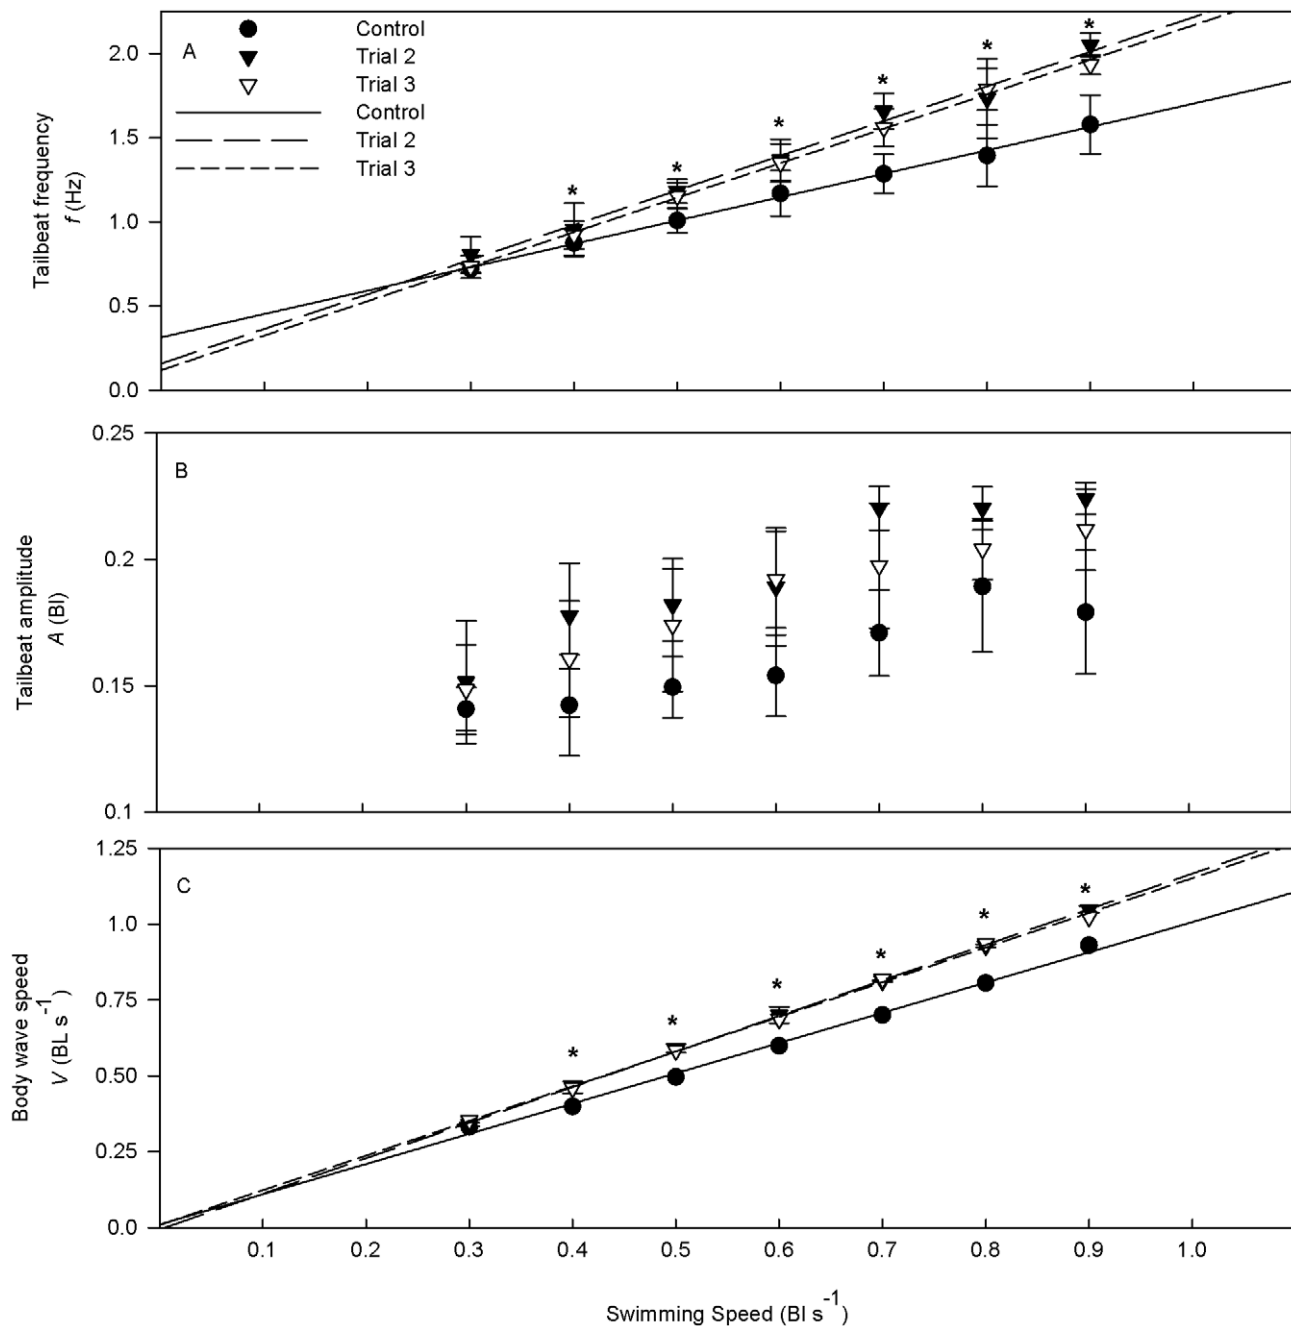 A
Control
Trial 2
Trial 3
Control
Trial 2
Trial 3
Tailbeat frequency
f (Hz)
2.0
1.5
1.0
0.5
0.0
* * * * * *
B
Tailbeat amplitude
A (Bl)
0.25
0.2
0.15
0.1
C
Body wave speed
V (BL s-1)
1.25
1.0
0.75
0.50
0.25
0.0
* * * * * *
0.1 0.2 0.3 0.4 0.5 0.6 0.7 0.8 0.9 1.0
Swimming Speed (Bl s-1)